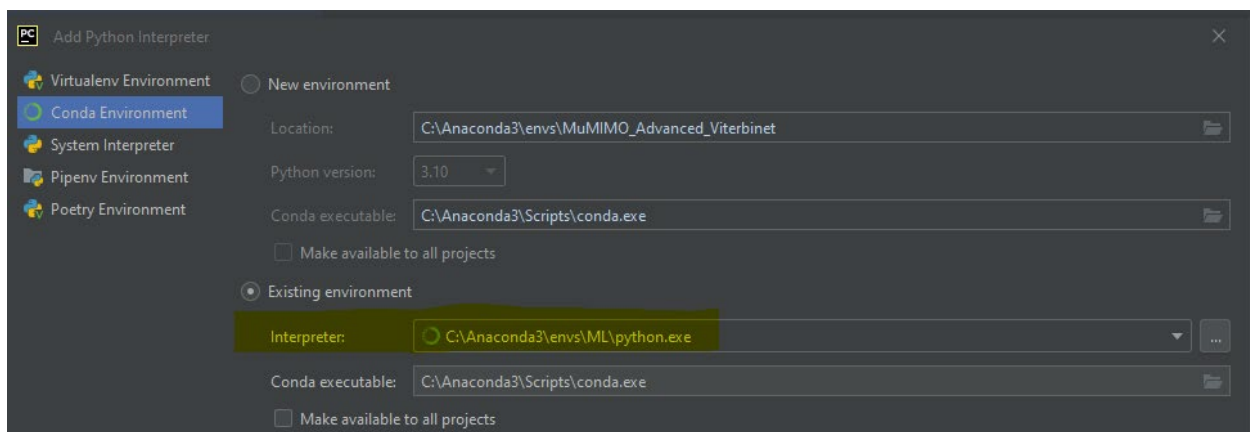 PC Add Python Interpreter
Virtualenv Environment
Conda Environment
System Interpreter
Pipenv Environment
Poetry Environment
New environment
Location: C:\Anaconda3\envs\MuMIMO_Advanced_Viterbinet
Python version: 3.10
Conda executable: C:\Anaconda3\Scripts\conda.exe
Make available to all projects
Existing environment
Interpreter: C:\Anaconda3\envs\ML\python.exe ...
Conda executable: C:\Anaconda3\Scripts\conda.exe
Make available to all projects